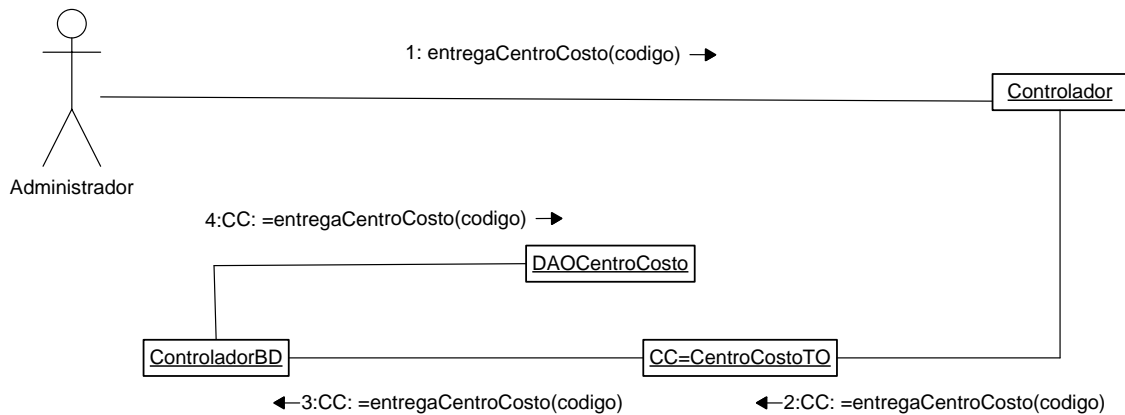 1: entregaCentroCosto(codigo)
Controlador
Administrador
4:CC: =entregaCentroCosto(codigo)
DAOCentroCosto
ControladorBD
CC=CentroCostoTO
3:CC: =entregaCentroCosto(codigo)
2:CC: =entregaCentroCosto(codigo)